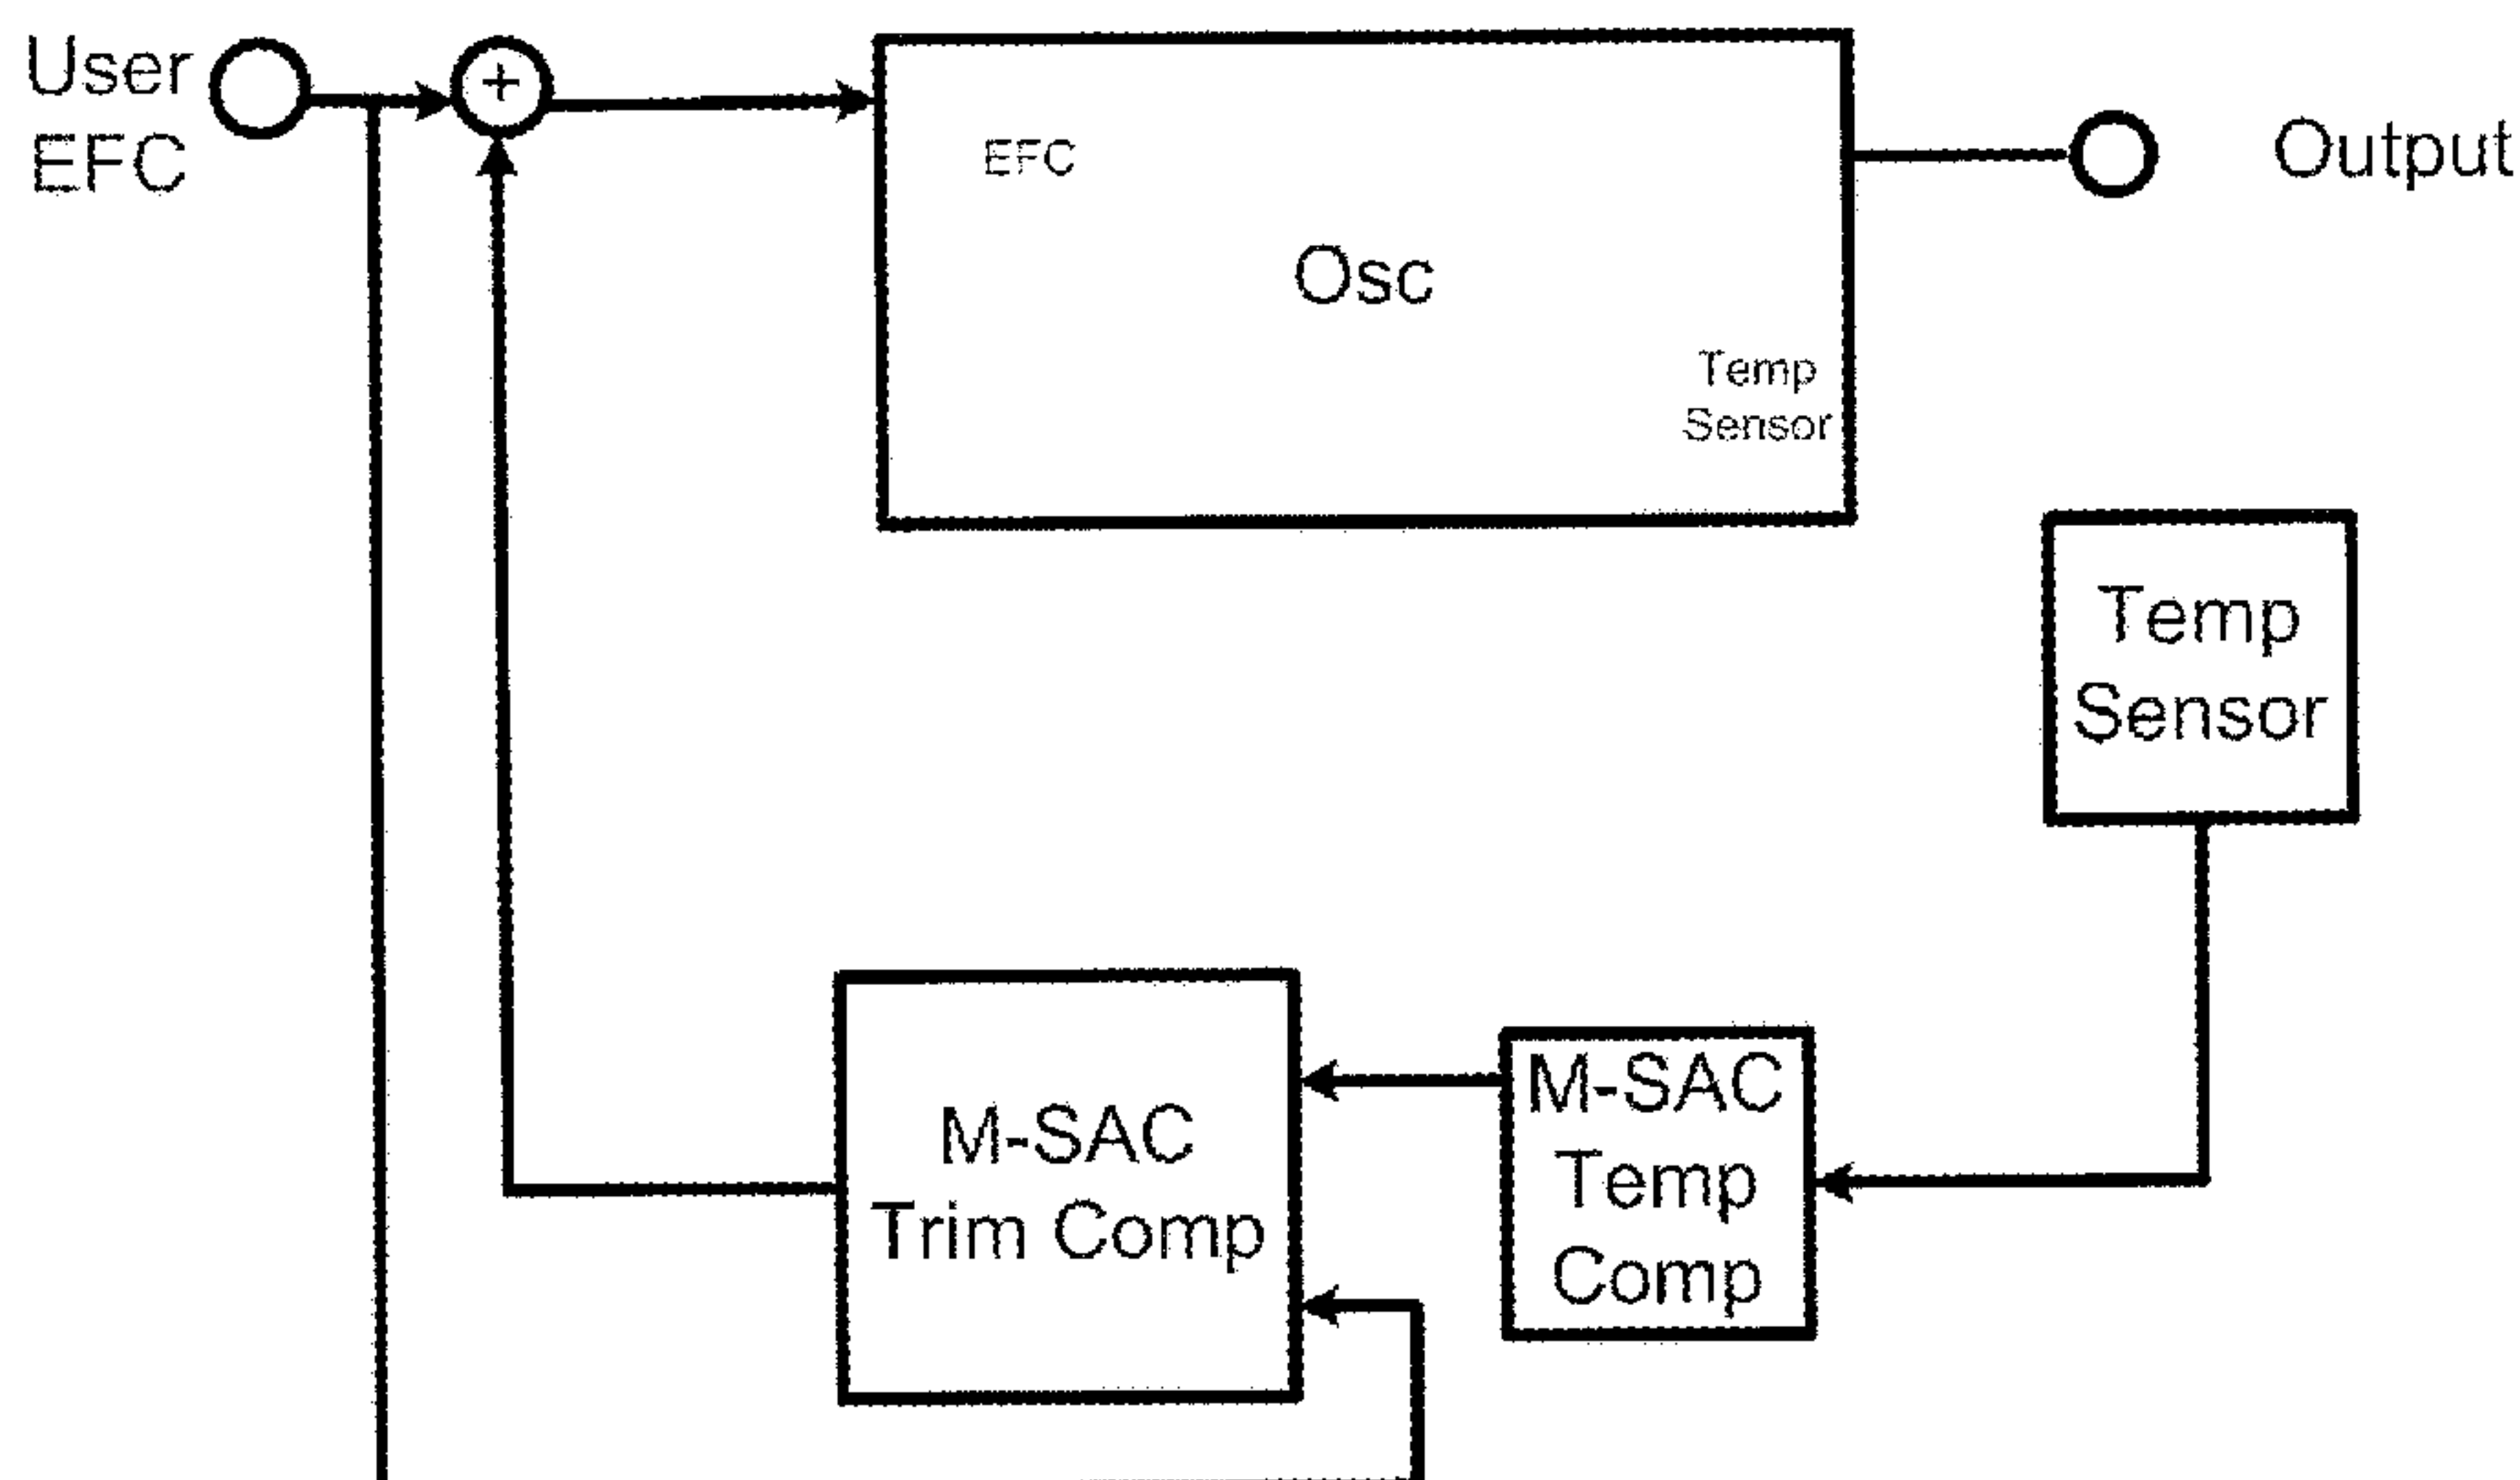 User
EFC
+
EFC
Osc
Temp
Sensor
Output
Temp
Sensor
M-SAC
Trim Comp
M-SAC
Temp
Comp